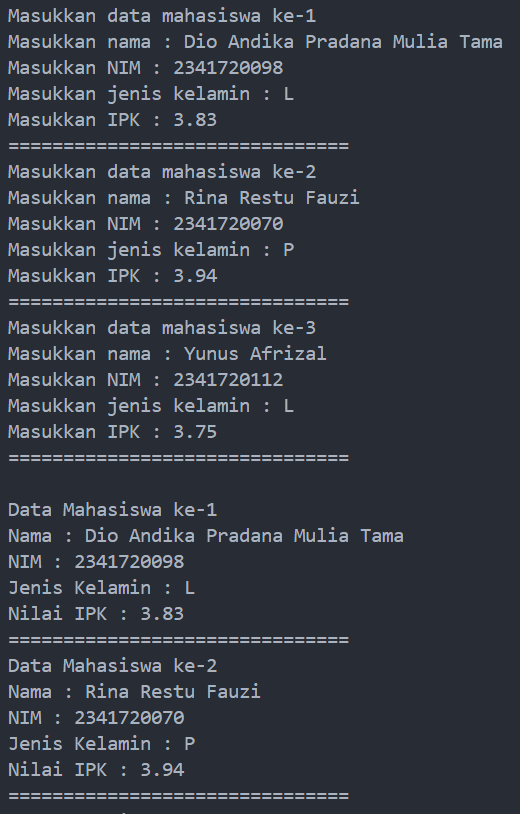 Masukkan data mahasiswa ke-1
Masukkan nama : Dio Andika Pradana Mulia Tama
Masukkan NIM : 2341720098
Masukkan jenis kelamin : L
Masukkan IPK : 3.83
===============================
Masukkan data mahasiswa ke-2
Masukkan nama : Rina Restu Fauzi
Masukkan NIM : 2341720070
Masukkan jenis kelamin : P
Masukkan IPK : 3.94
===============================
Masukkan data mahasiswa ke-3
Masukkan nama : Yunus Afrizal
Masukkan NIM : 2341720112
Masukkan jenis kelamin : L
Masukkan IPK : 3.75
===============================

Data Mahasiswa ke-1
Nama : Dio Andika Pradana Mulia Tama
NIM : 2341720098
Jenis Kelamin : L
Nilai IPK : 3.83
===============================
Data Mahasiswa ke-2
Nama : Rina Restu Fauzi
NIM : 2341720070
Jenis Kelamin : P
Nilai IPK : 3.94
===============================